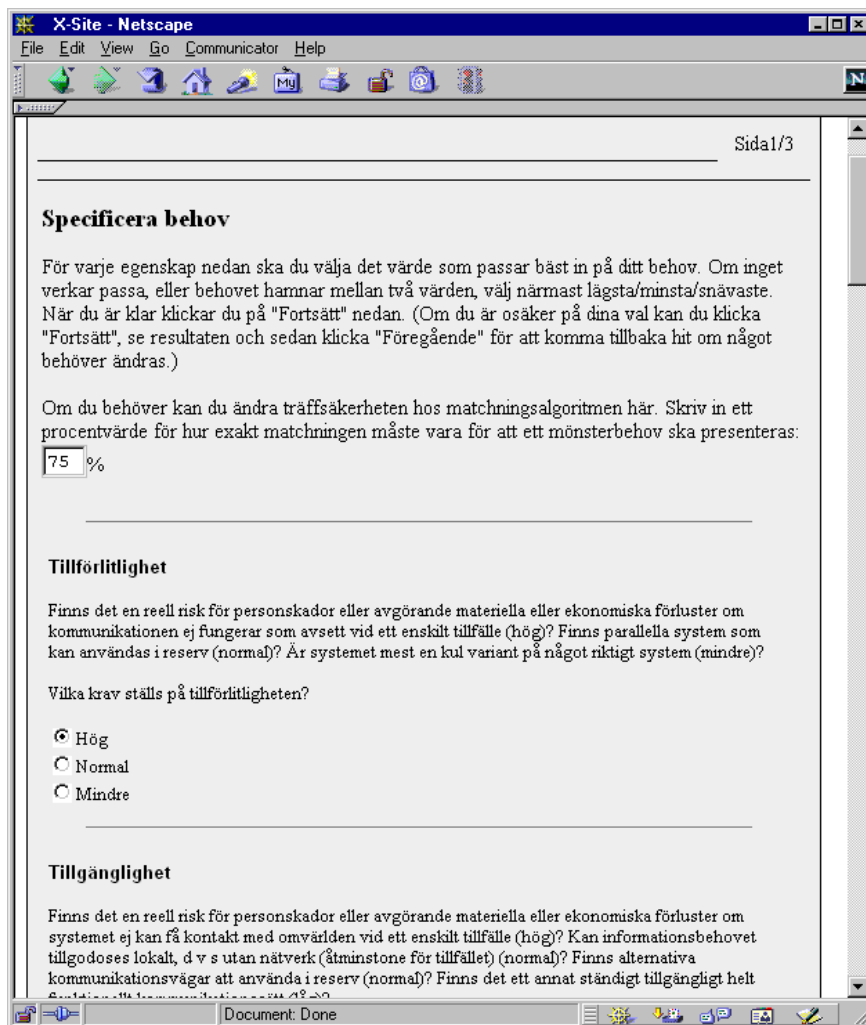 X-Site - Netscape
File Edit View Go Communicator Help
My
N
Sida1/3
Specificera behov
För varje egenskap nedan ska du välja det värde som passar bäst in på ditt behov. Om inget
verkar passa, eller behovet hamnar mellan två värden, välj närmast lägsta/minsta/snävaste.
När du är klar klickar du på "Fortsätt" nedan. (Om du är osäker på dina val kan du klicka
"Fortsätt", se resultaten och sedan klicka "Föregående" för att komma tillbaka hit om något
behöver ändras.)
Om du behöver kan du ändra träffsäkerheten hos matchningsalgoritmen här. Skriv in ett
procentvärde för hur exakt matchningen måste vara för att ett mönsterbehov ska presenteras:
75 %
Tillförlitlighet
Finns det en reell risk för personskador eller avgörande materiella eller ekonomiska förluster om
kommunikationen ej fungerar som avsett vid ett enskilt tillfälle (hög)? Finns parallella system som
kan användas i reserv (normal)? Är systemet mest en kul variant på något riktigt system (mindre)?
Vilka krav ställs på tillförlitligheten?
Hög
Normal
Mindre
Tillgänglighet
Finns det en reell risk för personskador eller avgörande materiella eller ekonomiska förluster om
systemet ej kan få kontakt med omvärlden vid ett enskilt tillfälle (hög)? Kan informationsbehovet
tillgodoses lokalt, d v s utan nätverk (åtminstone för tillfället) (normal)? Finns alternativa
kommunikationsvägar att använda i reserv (normal)? Finns det ett annat ständigt tillgängligt helt
funktionellt kommunikationssätt (låg)?
Document: Done